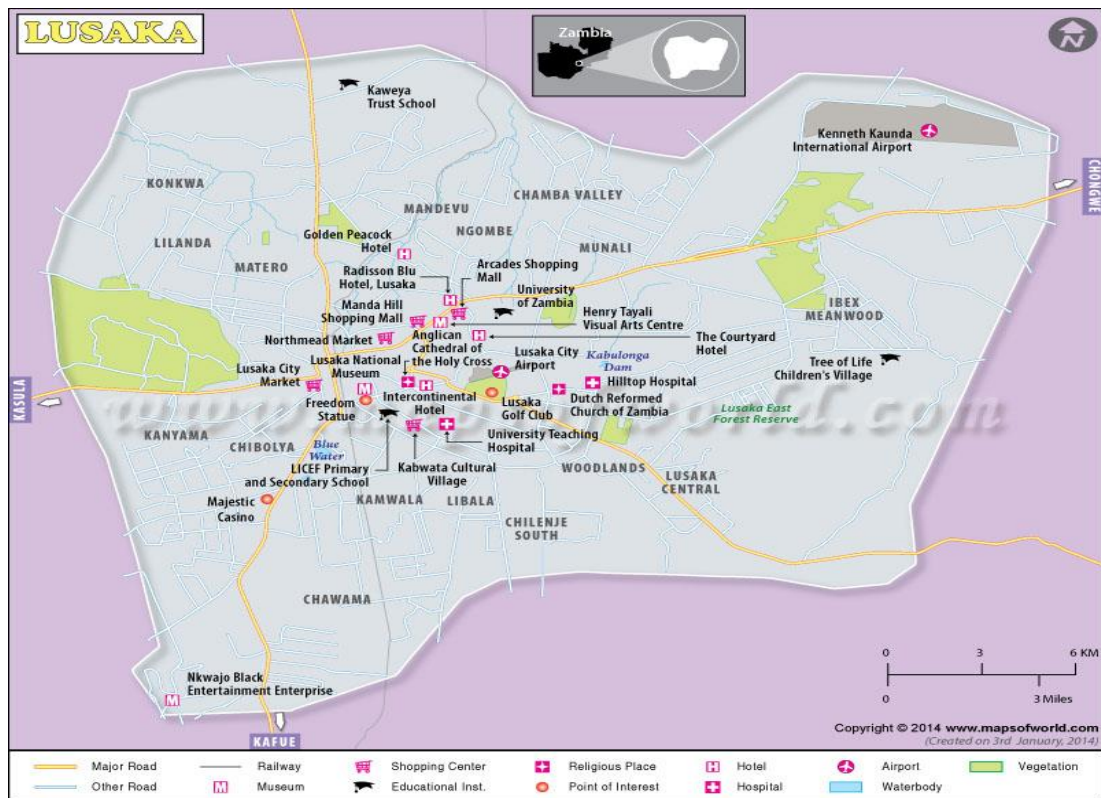 LUSAKA
Zambia
N
Kaweya
Trust School
Kenneth Kaunda
International Airport
CHONGWE
KONKWA
CHAMBA VALLEY
MANDEVU
LILANDA
Golden Peacock
Hotel
NGOMBE
MUNALI
MATERO
Radisson Blu
Hotel, Lusaka
Arcades Shopping
Mall
University
of Zambia
Manda Hill
Shopping Mall
Henry Tayali
Visual Arts Centre
IBEX
MEANWOOD
Northmead Market
Anglican
Cathedral of
the Holy Cross
The Courtyard
Hotel
Lusaka National
Museum
Lusaka City
Airport
Kabulonga
Dam
Tree of Life
Children's Village
Lusaka City
Market
Hilltop Hospital
KASULA
Freedom
Statue
Intercontinental
Hotel
Lusaka
Golf Club
Dutch Reformed
Church of Zambia
Lusaka East
Forest Reserve
www.mapsofworld.com
KANYAMA
CHIBOLYA
Blue
Water
University Teaching
Hospital
LICEF Primary
and Secondary School
Kabwata Cultural
Village
WOODLANDS
LUSAKA
CENTRAL
Majestic
Casino
KAMWALA
LIBALA
CHILENJE
SOUTH
CHAWAMA
Nkwajo Black
Entertainment Enterprise
0 3 6 KM
0 3 Miles
KAFUE
Copyright © 2014 www.mapsofworld.com
(Created on 3rd January, 2014)
Major Road
Railway
Shopping Center
Religious Place
H Hotel
Airport
Vegetation
Other Road
M Museum
Educational Inst.
Point of Interest
Hospital
Waterbody